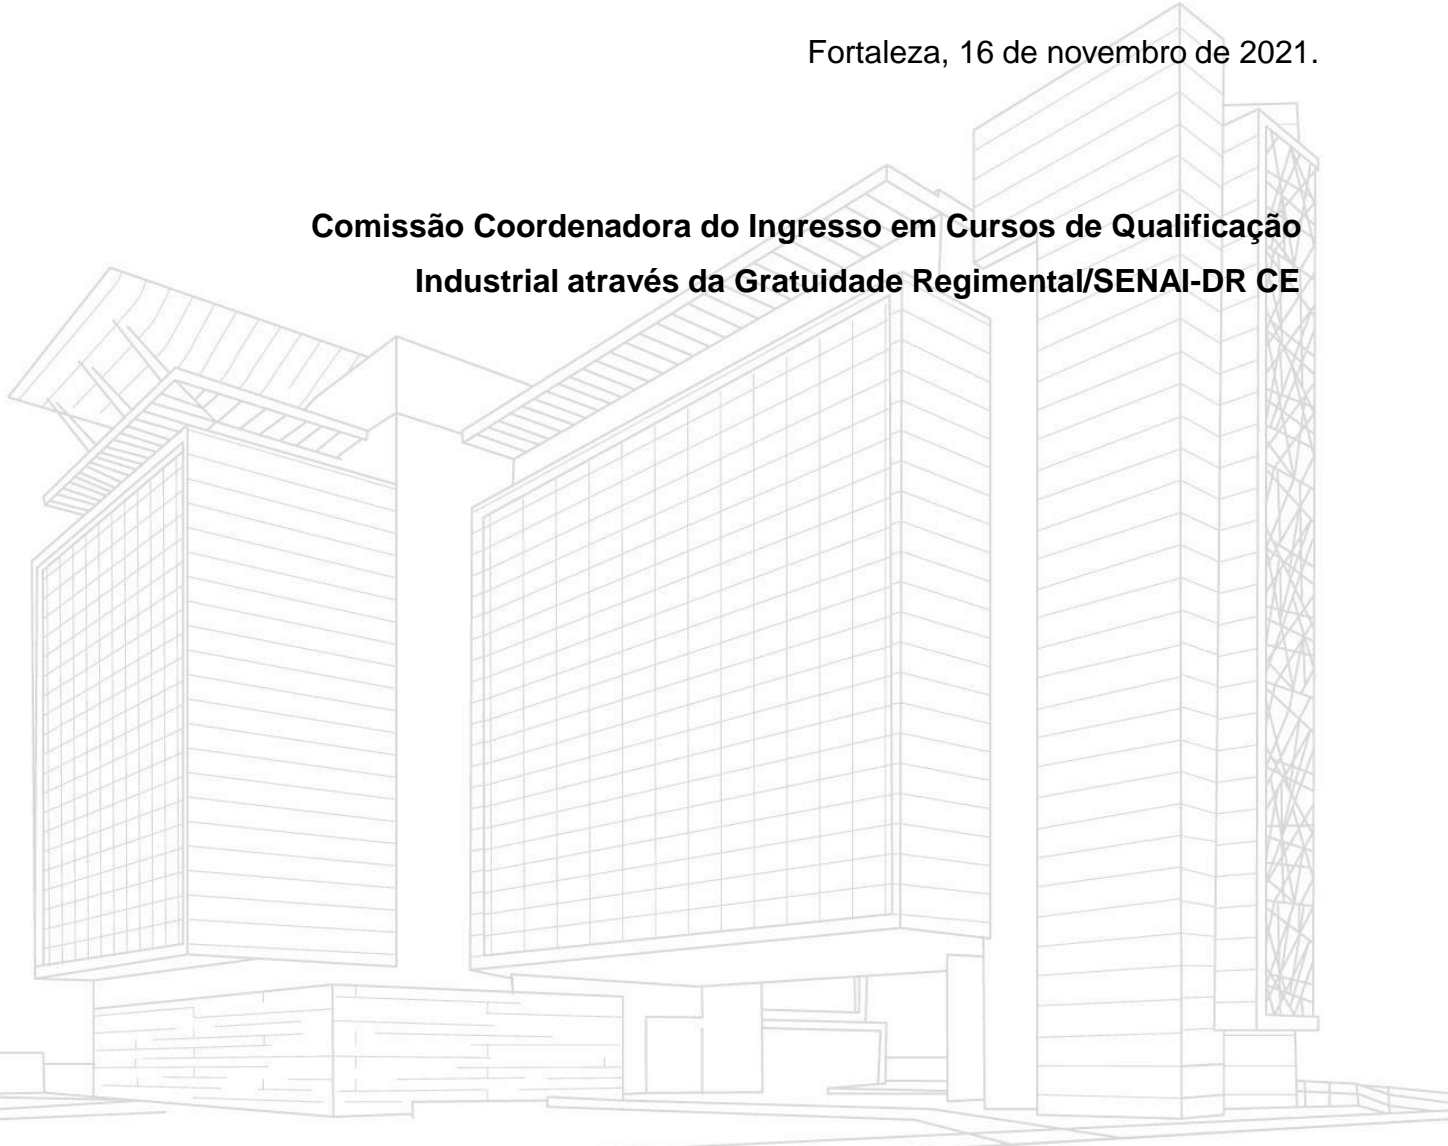 Fortaleza, 16 de novembro de 2021.
Comissão Coordenadora do Ingresso em Cursos de Qualificação
Industrial através da Gratuidade Regimental/SENAI-DR CE